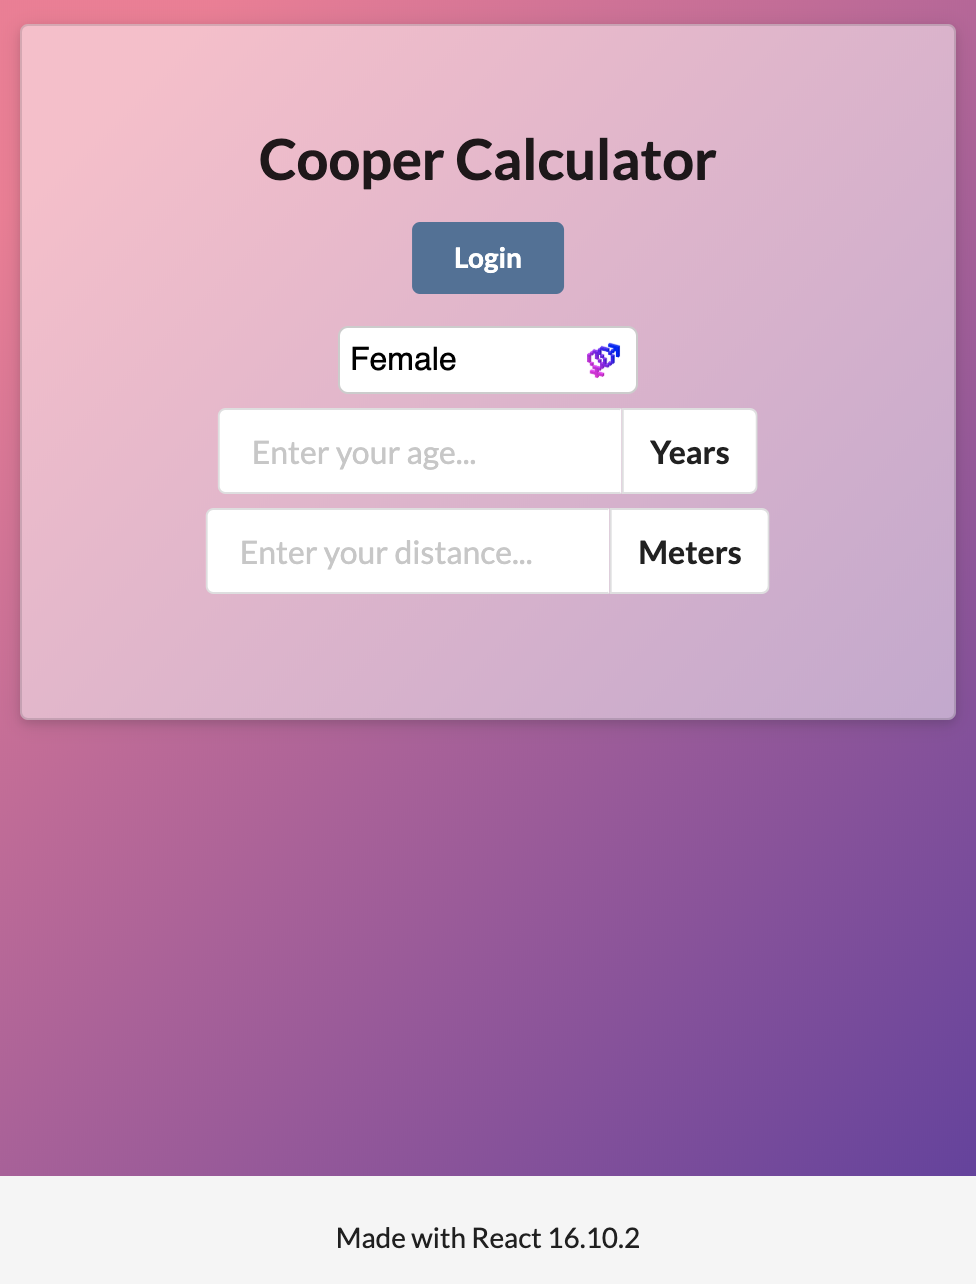 Cooper Calculator
Login
Female
Enter your age... Years
Enter your distance... Meters
Made with React 16.10.2